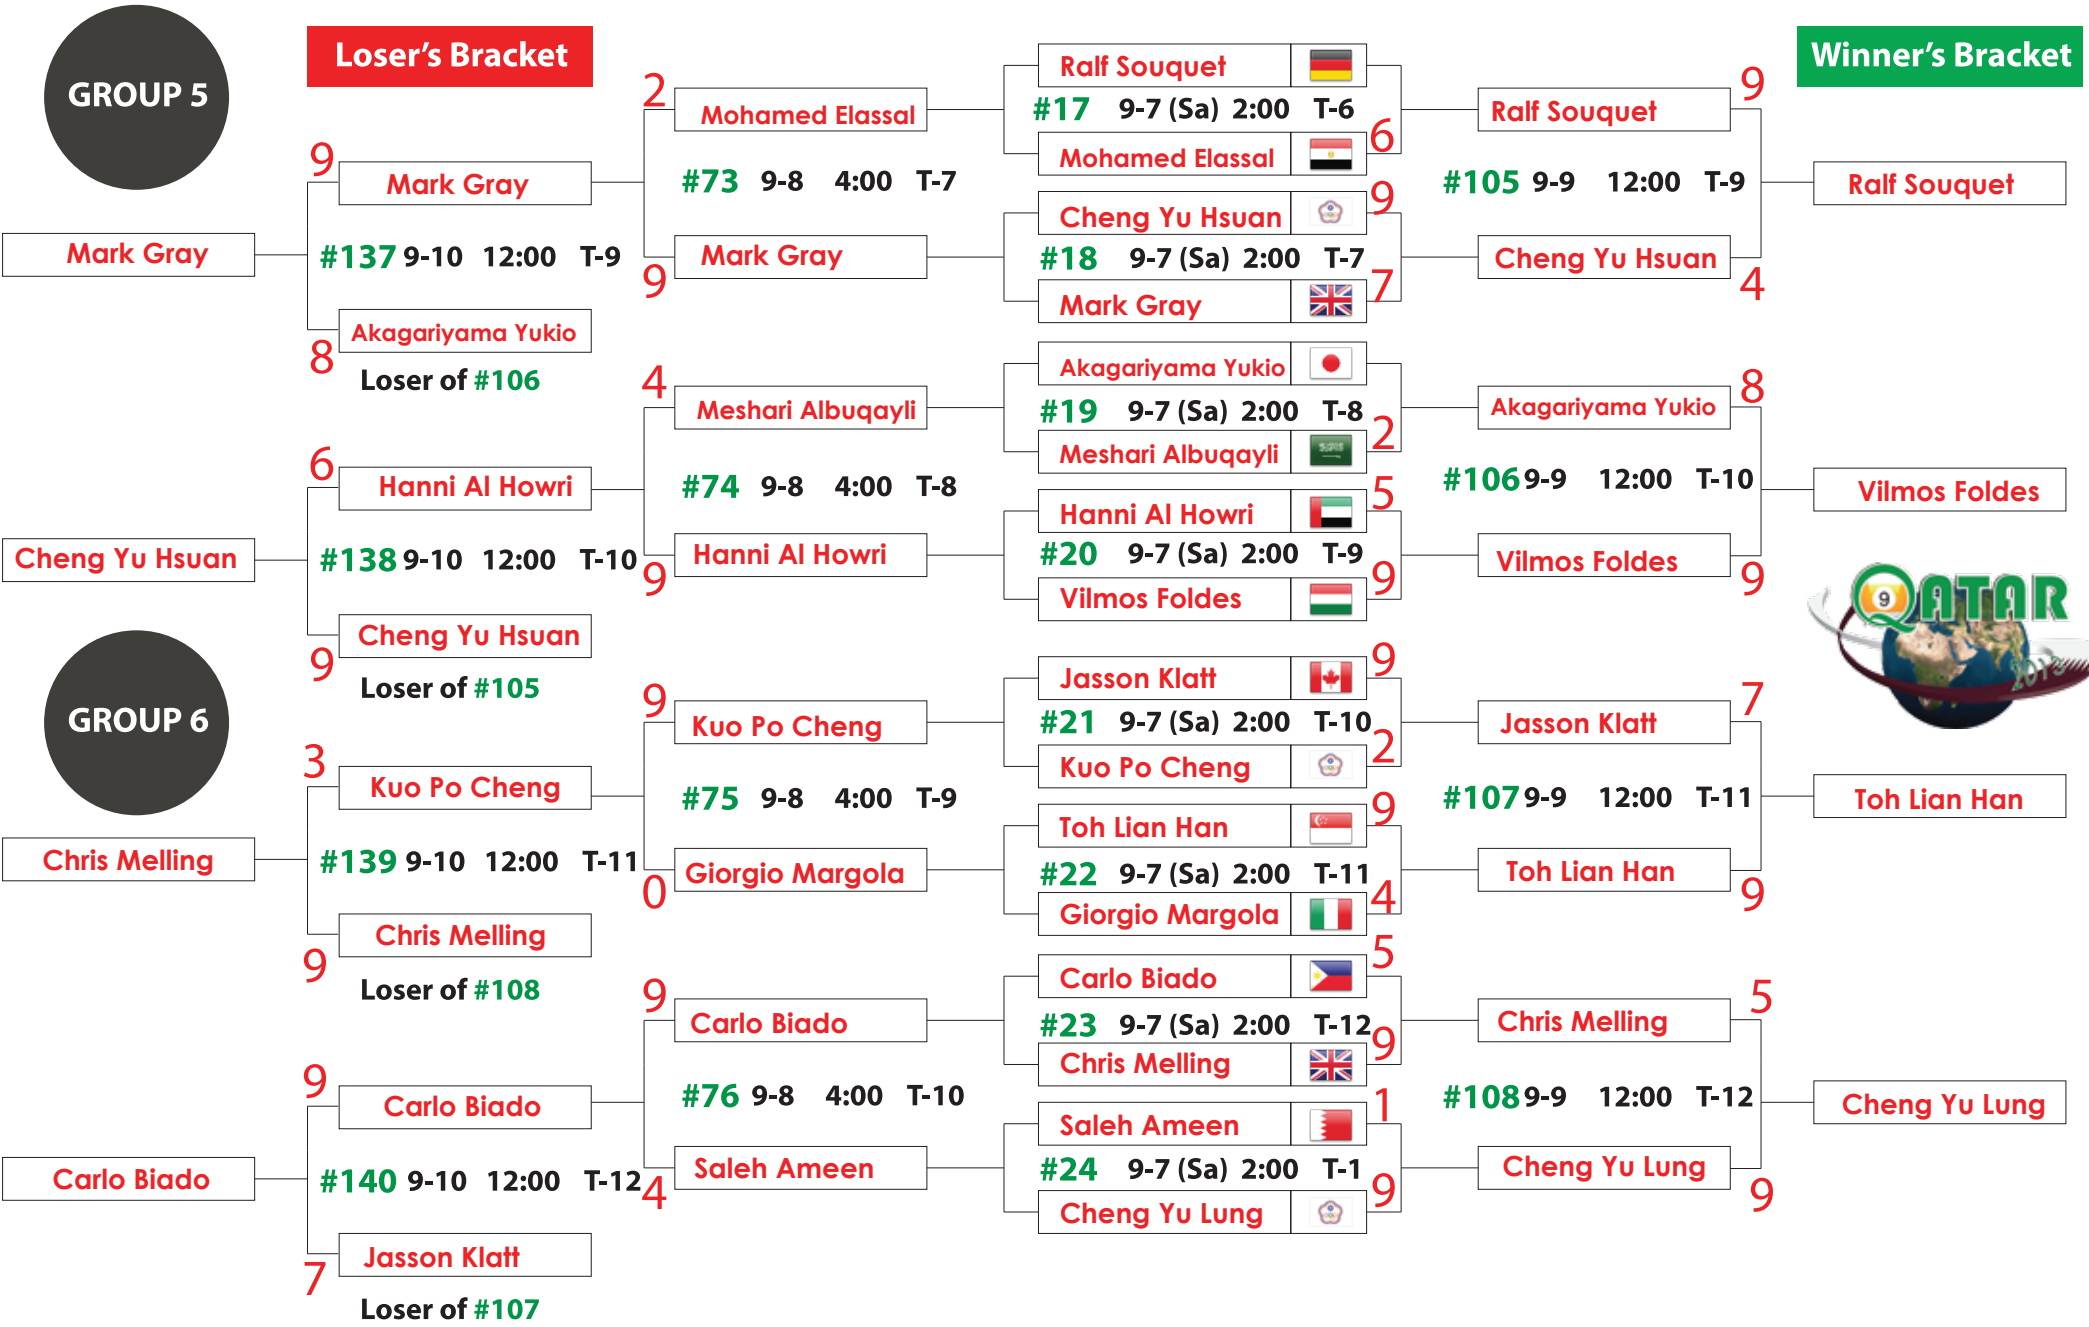 GROUP 5
Loser's Bracket
Winner's Bracket
Mark Gray
Cheng Yu Hsuan
9
Mark Gray
#137 9-10 12:00 T-9
Akagariyama Yukio
8
Loser of #106
6
Hanni Al Howri
#138 9-10 12:00 T-10
Cheng Yu Hsuan
9
Loser of #105
2
Mohamed Elassal
#73 9-8 4:00 T-7
Mark Gray
9
4
Meshari Albuqayli
#74 9-8 4:00 T-8
Hanni Al Howri
9
Ralf Souquet
#17 9-7 (Sa) 2:00 T-6
Mohamed Elassal 6
Cheng Yu Hsuan 9
#18 9-7 (Sa) 2:00 T-7
Mark Gray 7
Akagariyama Yukio
#19 9-7 (Sa) 2:00 T-8
Meshari Albuqayli 2
Hanni Al Howri 5
#20 9-7 (Sa) 2:00 T-9
Vilmos Foldes 9
9
Ralf Souquet
#105 9-9 12:00 T-9
Cheng Yu Hsuan
4
8
Akagariyama Yukio
#106 9-9 12:00 T-10
Vilmos Foldes
9
Ralf Souquet
Vilmos Foldes
9
QATAR
2013
GROUP 6
Chris Melling
Carlo Biado
3
Kuo Po Cheng
#139 9-10 12:00 T-11
Chris Melling
9
Loser of #108
9
Carlo Biado
#140 9-10 12:00 T-12
Jasson Klatt
7
Loser of #107
9
Kuo Po Cheng
#75 9-8 4:00 T-9
Giorgio Margola
0
9
Carlo Biado
#76 9-8 4:00 T-10
Saleh Ameen
4
Jasson Klatt 9
#21 9-7 (Sa) 2:00 T-10
Kuo Po Cheng 2
Toh Lian Han 9
#22 9-7 (Sa) 2:00 T-11
Giorgio Margola 4
Carlo Biado 5
#23 9-7 (Sa) 2:00 T-12
Chris Melling 9
Saleh Ameen 1
#24 9-7 (Sa) 2:00 T-1
Cheng Yu Lung 9
7
Jasson Klatt
#107 9-9 12:00 T-11
Toh Lian Han
9
5
Chris Melling
#108 9-9 12:00 T-12
Cheng Yu Lung
9
Toh Lian Han
Cheng Yu Lung